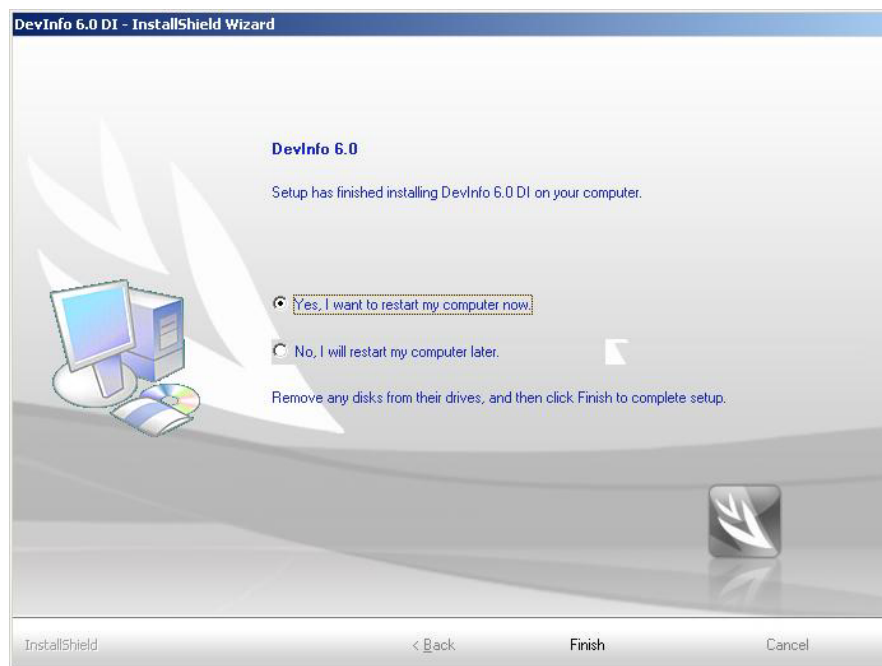 DevInfo 6.0 DI - InstallShield Wizard
DevInfo 6.0
Setup has finished installing DevInfo 6.0 DI on your computer.
Yes, I want to restart my computer now.
No, I will restart my computer later.
Remove any disks from their drives, and then click Finish to complete setup.
InstallShield
< Back
Finish
Cancel